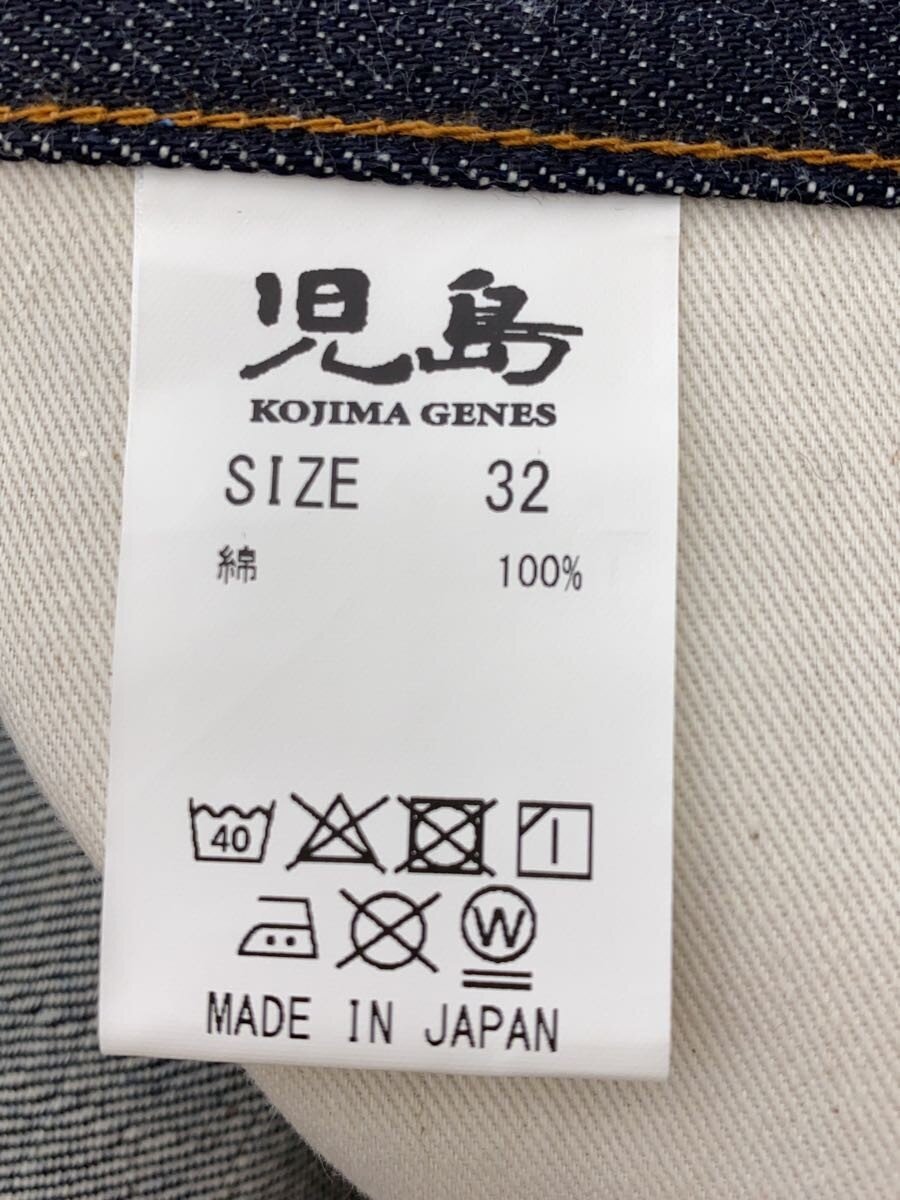 児島
KOJIMA GENES
SIZE 32
綿 100%
40
W
MADE IN JAPAN